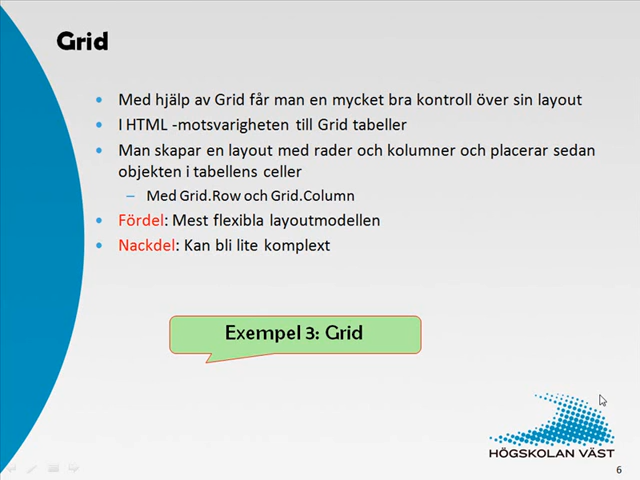 Grid
Med hjälp av Grid får man en mycket bra kontroll över sin layout
I HTML -motsvarigheten till Grid tabeller
Man skapar en layout med rader och kolumner och placerar sedan
objekten i tabellens celler
– Med Grid.Row och Grid.Column
Fördel: Mest flexibla layoutmodellen
Nackdel: Kan bli lite komplext
Exempel 3: Grid
HÖGSKOLAN VÄST
6